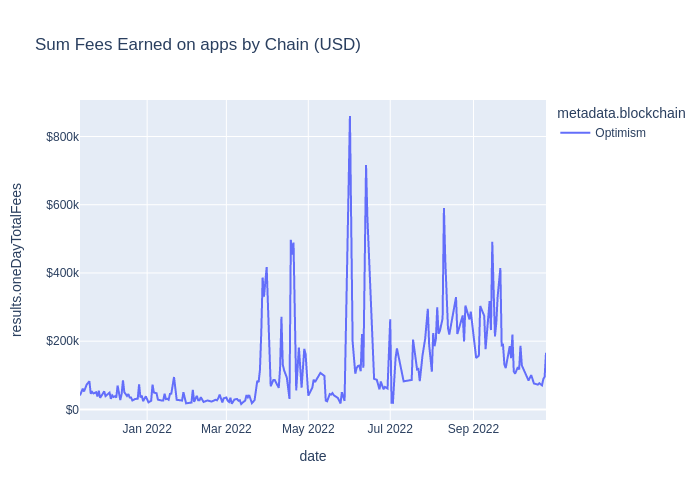 Sum Fees Earned on apps by Chain (USD)
metadata.blockchain
Optimism
results.oneDayTotalFees
$800k
$600k
$400k
$200k
$0
Jan 2022
Mar 2022
May 2022
Jul 2022
Sep 2022
date